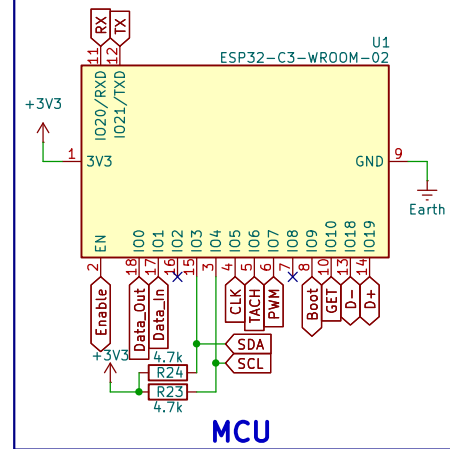 RX
TX
11
12
U1
ESP32-C3-WROOM-02
IO20/RXD
IO21/TXD
+3V3
1
3V3
GND
9
Earth
EN
IO0
IO1
IO2
IO3
IO4
IO5
IO6
IO7
IO8
IO9
IO10
IO18
IO19
2
18
17
16
15
3
4
5
6
7
8
10
13
14
Enable
Data_Out
Data_In
CLK
TACH
PWM
Boot
GET
D-
D+
SDA
SCL
+3V3
4.7k
R24
R23
4.7k
MCU